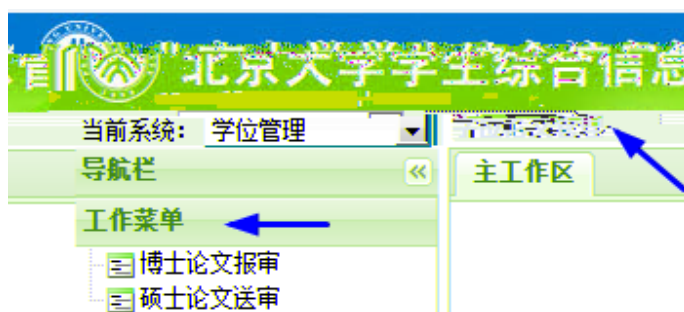 北京大学学生综合信息
当前系统： 学位管理
导航栏
主工作区
工作菜单
博士论文报审
硕士论文送审